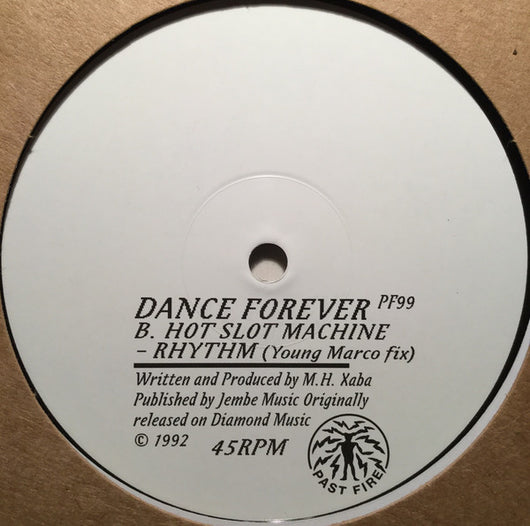 DANCE FOREVER PF99
B. HOT SLOT MACHINE
– RHYTHM (Young Marco fix)
Written and Produced by M.H. Xaba
Published by Jembe Music Originally
released on Diamond Music
© 1992 45RPM
PAST FIRE